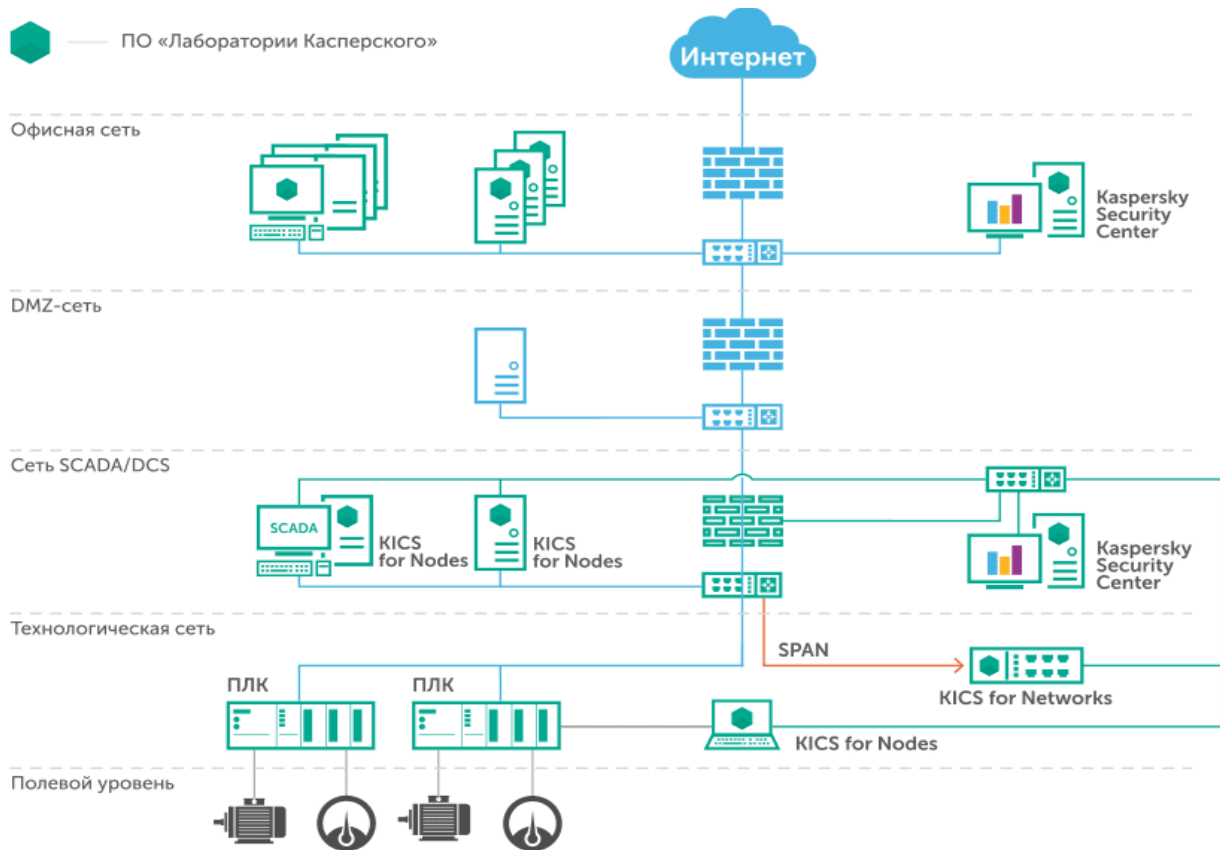 ПО «Лаборатории Касперского»
Интернет
Офисная сеть
Kaspersky
Security
Center
DMZ-сеть
Сеть SCADA/DCS
SCADA
KICS
for Nodes
KICS
for Nodes
Kaspersky
Security
Center
Технологическая сеть
SPAN
ПЛК
ПЛК
KICS for Networks
KICS for Nodes
Полевой уровень